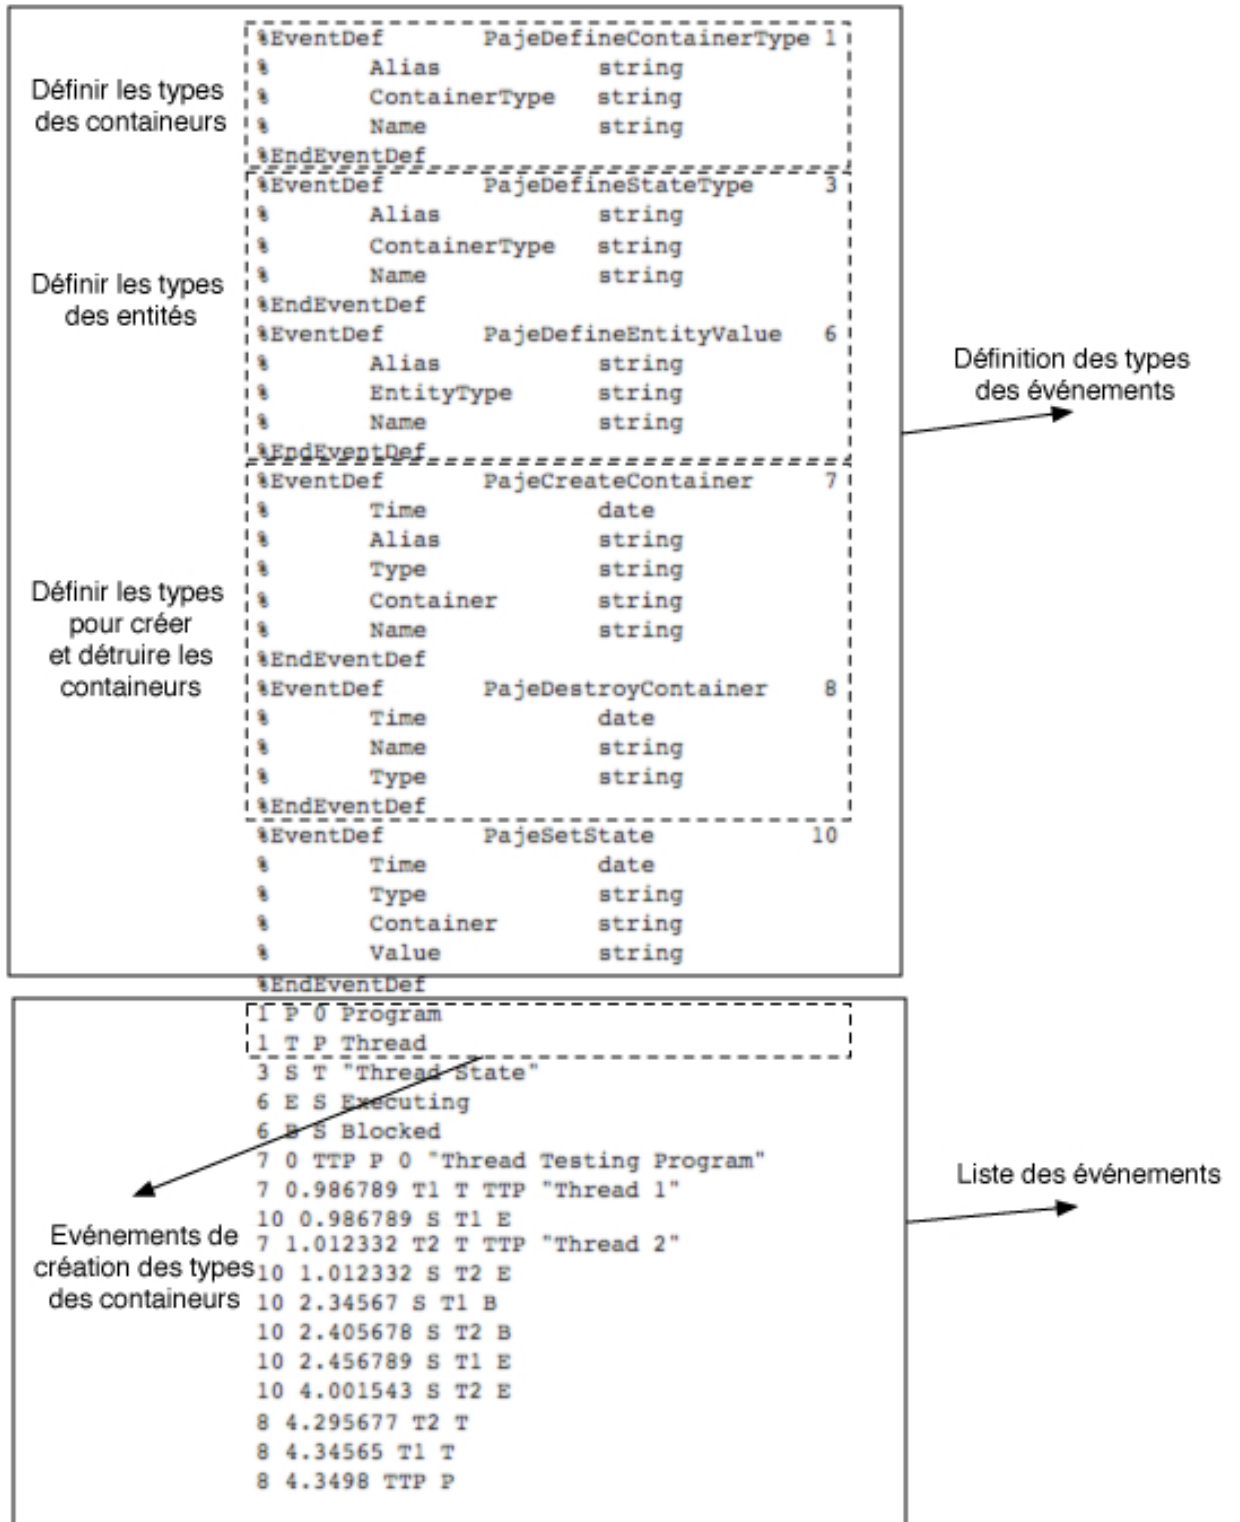 %EventDef PajeDefineContainerType 1
% Alias string
% ContainerType string
% Name string
%EndEventDef
Définir les types
des containeurs
%EventDef PajeDefineStateType 3
% Alias string
% ContainerType string
% Name string
%EndEventDef
%EventDef PajeDefineEntityValue 6
% Alias string
% EntityType string
% Name string
%EndEventDef
Définir les types
des entités
%EventDef PajeCreateContainer 7
% Time date
% Alias string
% Type string
% Container string
% Name string
%EndEventDef
%EventDef PajeDestroyContainer 8
% Time date
% Name string
% Type string
%EndEventDef
Définir les types
pour créer
et détruire les
containeurs
%EventDef PajeSetState 10
% Time date
% Type string
% Container string
% Value string
%EndEventDef
Définition des types
des événements
1 P 0 Program
1 T P Thread
3 S T "Thread State"
6 E S Executing
6 B S Blocked
7 0 TTP P 0 "Thread Testing Program"
7 0.986789 T1 T TTP "Thread 1"
10 0.986789 S T1 E
7 1.012332 T2 T TTP "Thread 2"
10 1.012332 S T2 E
10 2.34567 S T1 B
10 2.405678 S T2 B
10 2.456789 S T1 E
10 4.001543 S T2 E
8 4.295677 T2 T
8 4.34565 T1 T
8 4.3498 TTP P
Evénements de
création des types
des containeurs
Liste des événements